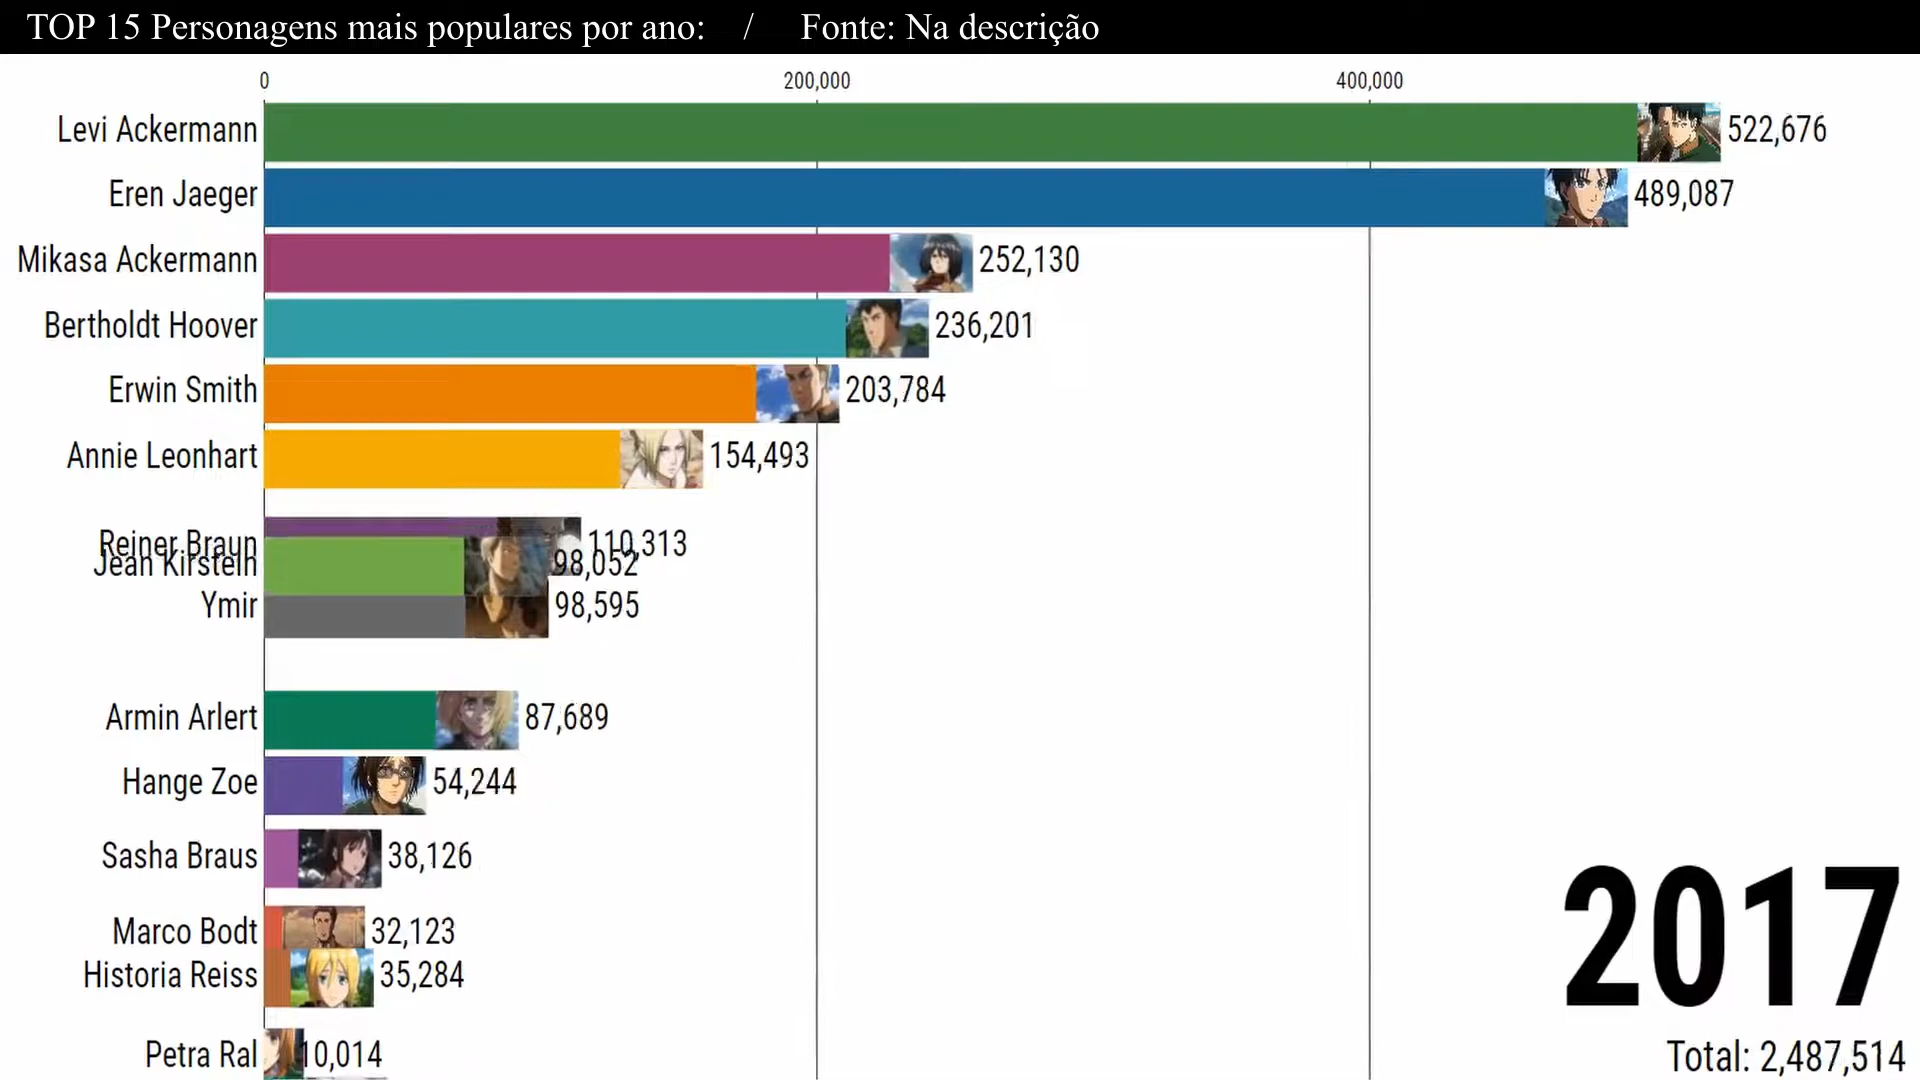 TOP 15 Personagens mais populares por ano: / Fonte: Na descrição
0 200,000 400,000
Levi Ackermann 522,676
Eren Jaeger 489,087
Mikasa Ackermann 252,130
Bertholdt Hoover 236,201
Erwin Smith 203,784
Annie Leonhart 154,493
Reiner Braun 110,313
Jean Kirstein 98,052
Ymir 98,595
Armin Arlert 87,689
Hange Zoe 54,244
Sasha Braus 38,126
Marco Bodt 32,123
Historia Reiss 35,284
Petra Ral 10,014
2017
Total: 2,487,514